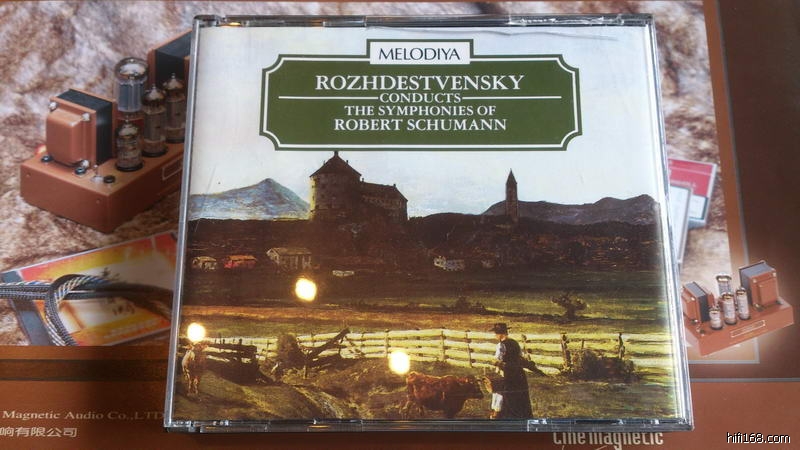 MELODIYA
ROZHDESTVENSKY
CONDUCTS
THE SYMPHONIES OF
ROBERT SCHUMANN
Magnetic Audio Co.,LTD
响有限公司
Cinemagnetic
hifi168.com